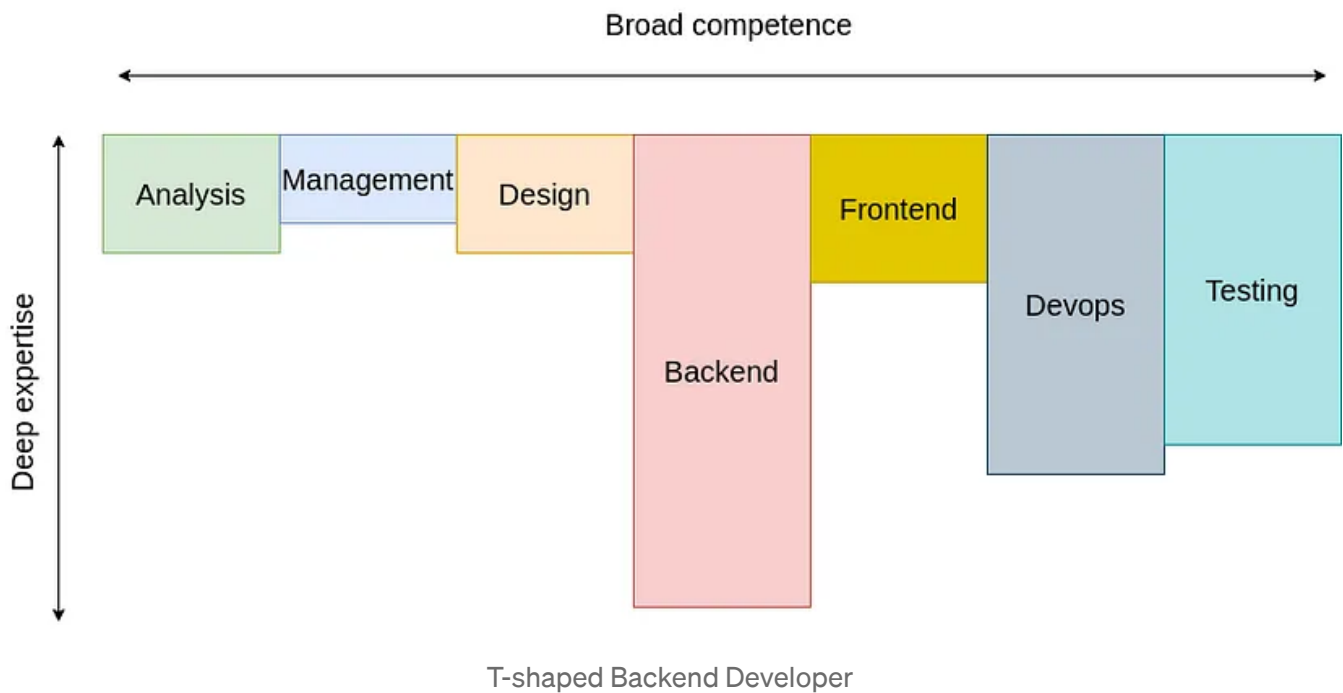 Broad competence
Deep expertise
Analysis
Management
Design
Backend
Frontend
Devops
Testing
T-shaped Backend Developer